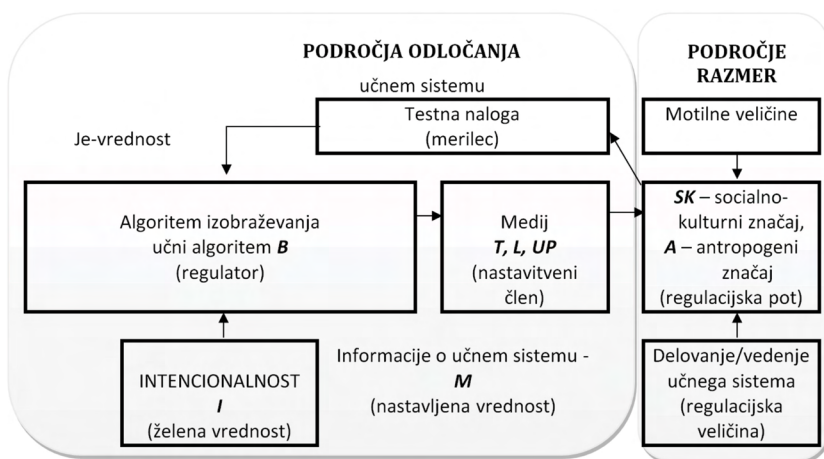 PODROČJA ODLOČANJA
učnem sistemu
Testna naloga
(merilec)
Je-vrednost
Algoritem izobraževanja
učni algoritem B
(regulator)
Medij
T, L, UP
(nastavitveni
člen)
INTENCIONALNOST
I
(želena vrednost)
Informacije o učnem sistemu -
M
(nastavljena vrednost)
PODROČJE
RAZMER
Motilne veličine
SK – socialno-
kulturni značaj,
A – antropogeni
značaj
(regulacijska pot)
Delovanje/vedenje
učnega sistema
(regulacijska
veličina)